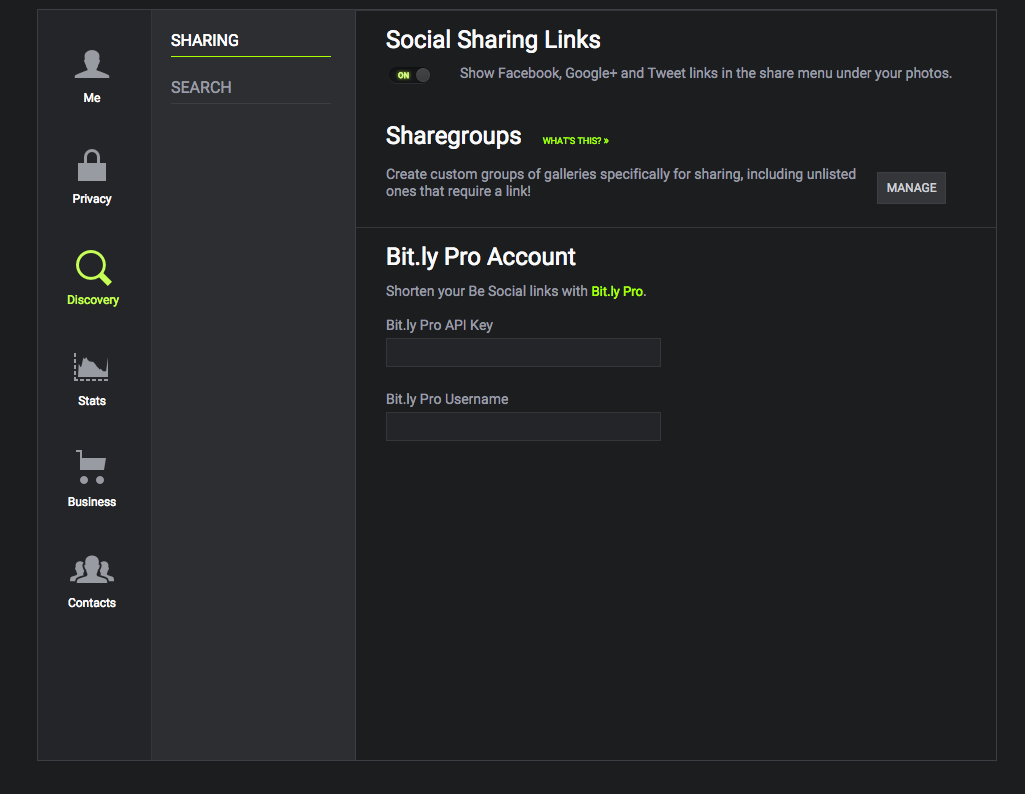 Me
Privacy
Discovery
Stats
Business
Contacts
SHARING
SEARCH
Social Sharing Links
ON
Show Facebook, Google+ and Tweet links in the share menu under your photos.
Sharegroups
WHAT'S THIS? »
Create custom groups of galleries specifically for sharing, including unlisted
ones that require a link!
MANAGE
Bit.ly Pro Account
Shorten your Be Social links with Bit.ly Pro.
Bit.ly Pro API Key
Bit.ly Pro Username